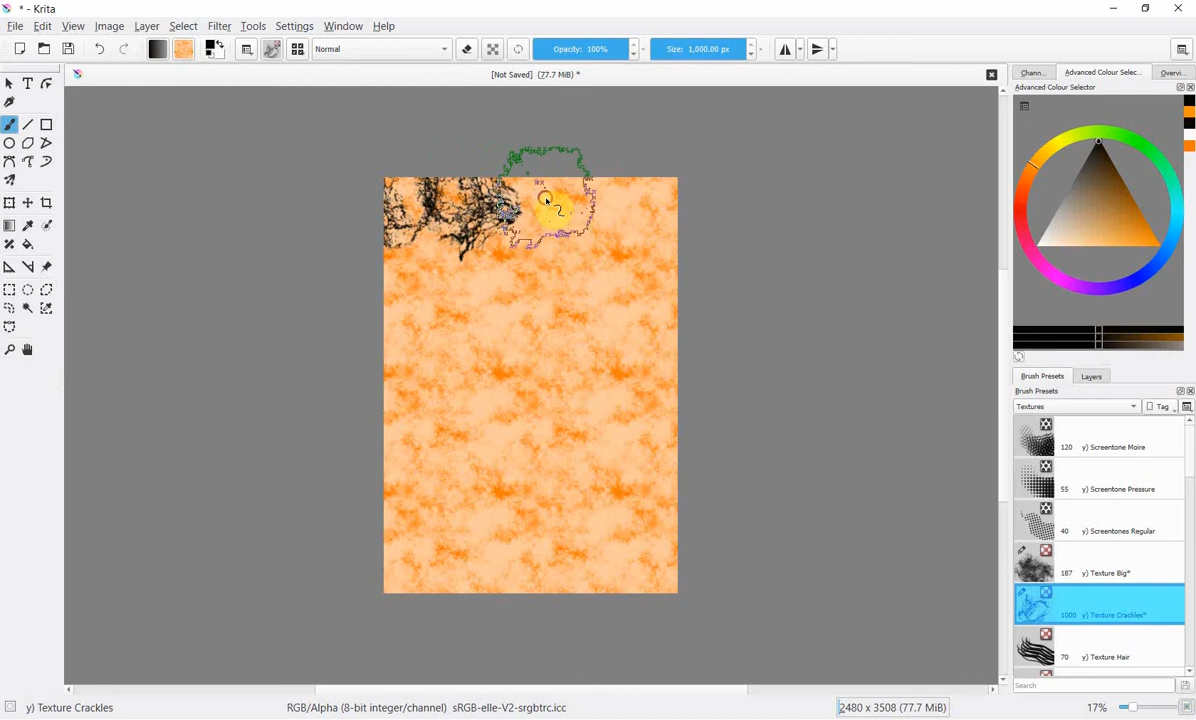 * - Krita
File Edit View Image Layer Select Filter Tools Settings Window Help
Normal Opacity: 100% Size: 1,000.00 px
[Not Saved] (77.7 MiB) *
Chann... Advanced Colour Selec... Overvi...
Advanced Colour Selector
Brush Presets Layers
Brush Presets
Textures Tag
120 y) Screentone Moire
55 y) Screentone Pressure
40 y) Screentones Regular
187 y) Texture Big*
1000 y) Texture Crackles*
70 y) Texture Hair
Search
y) Texture Crackles RGB/Alpha (8-bit integer/channel) sRGB-elle-V2-srgbtrc.icc 2480 x 3508 (77.7 MiB) 17%